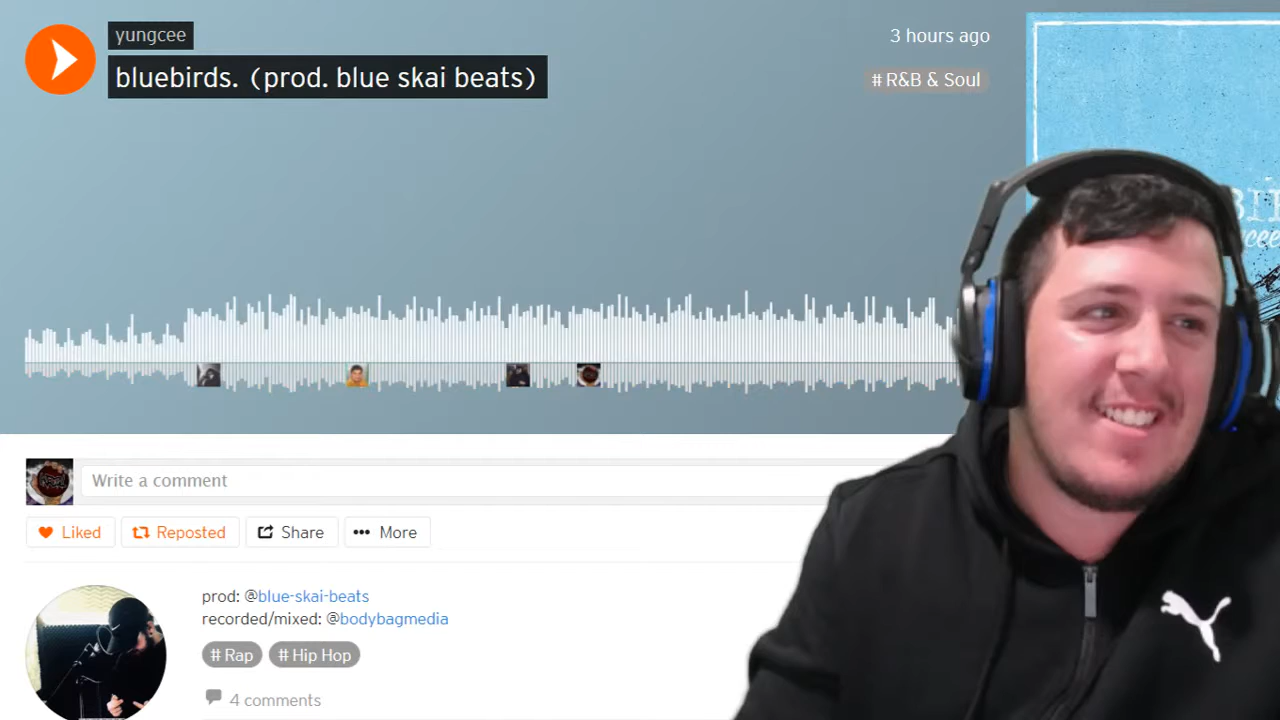 yungcee
bluebirds. (prod. blue skai beats)
3 hours ago
# R&B & Soul
Write a comment
Liked
Reposted
Share
More
prod: @blue-skai-beats
recorded/mixed: @bodybagmedia
# Rap
# Hip Hop
4 comments